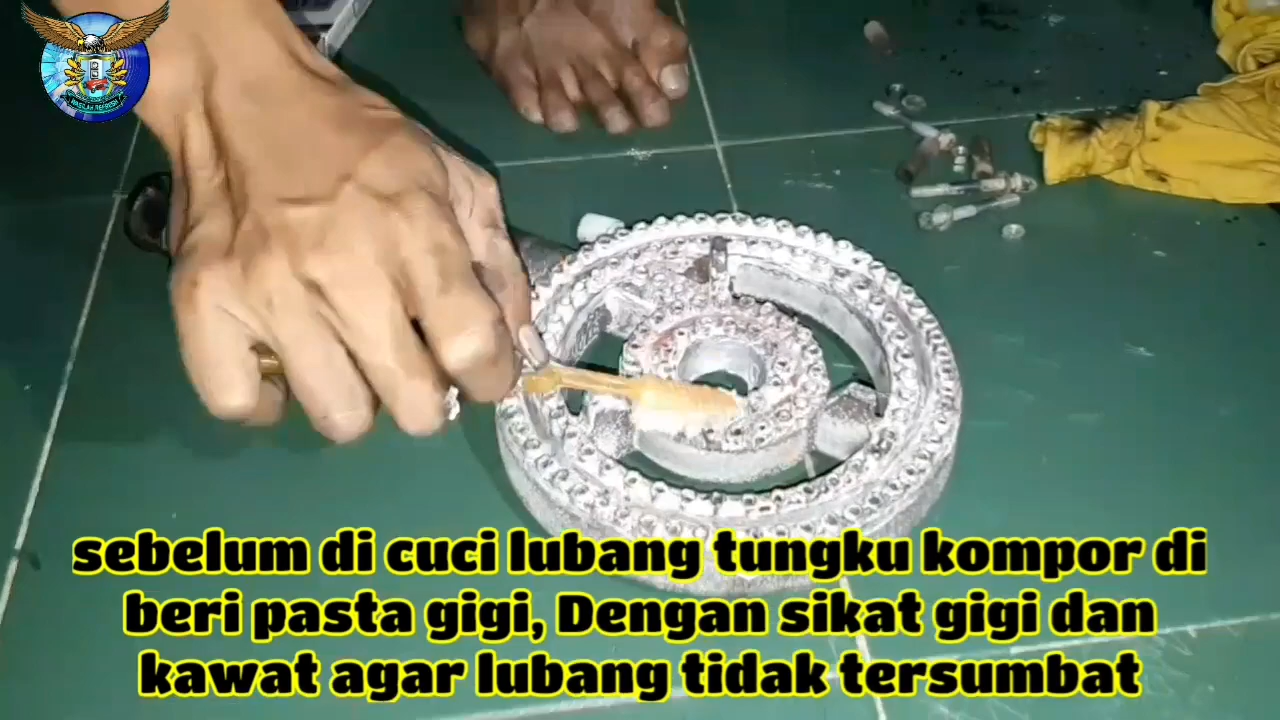 sebelum di cuci lubang tungku kompor di
beri pasta gigi, Dengan sikat gigi dan
kawat agar lubang tidak tersumbat